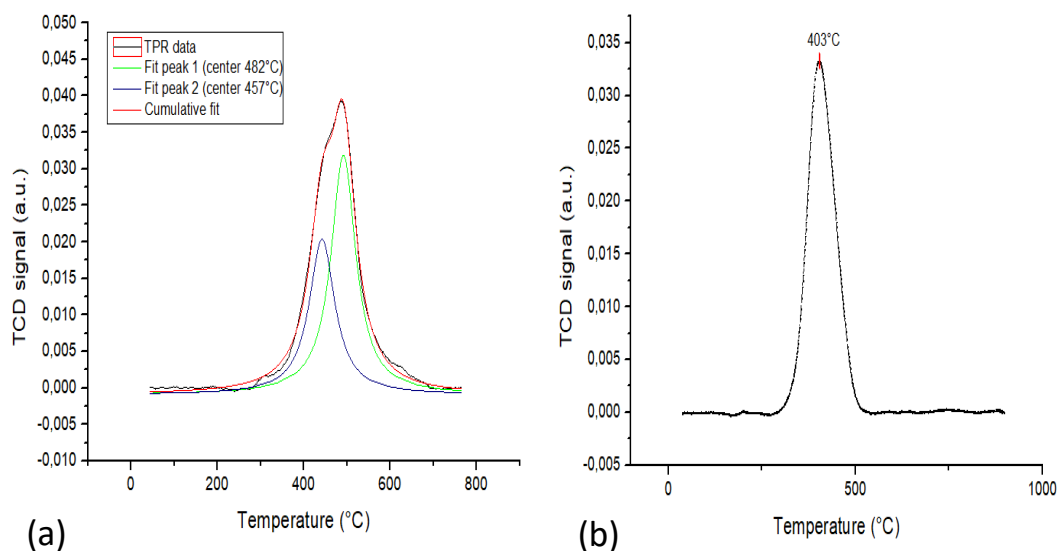 0,050
0,045
0,040
0,035
0,030
0,025
0,020
0,015
0,010
0,005
0,000
-0,005
-0,010
TCD signal (a.u.)
TPR data
Fit peak 1 (center 482°C)
Fit peak 2 (center 457°C)
Cumulative fit
0 200 400 600 800
Temperature (°C)
(a)
(b)
403°C
0,035
0,030
0,025
0,020
0,015
0,010
0,005
0,000
-0,005
TCD signal (a.u.)
0 500 1000
Temperature (°C)
(b)